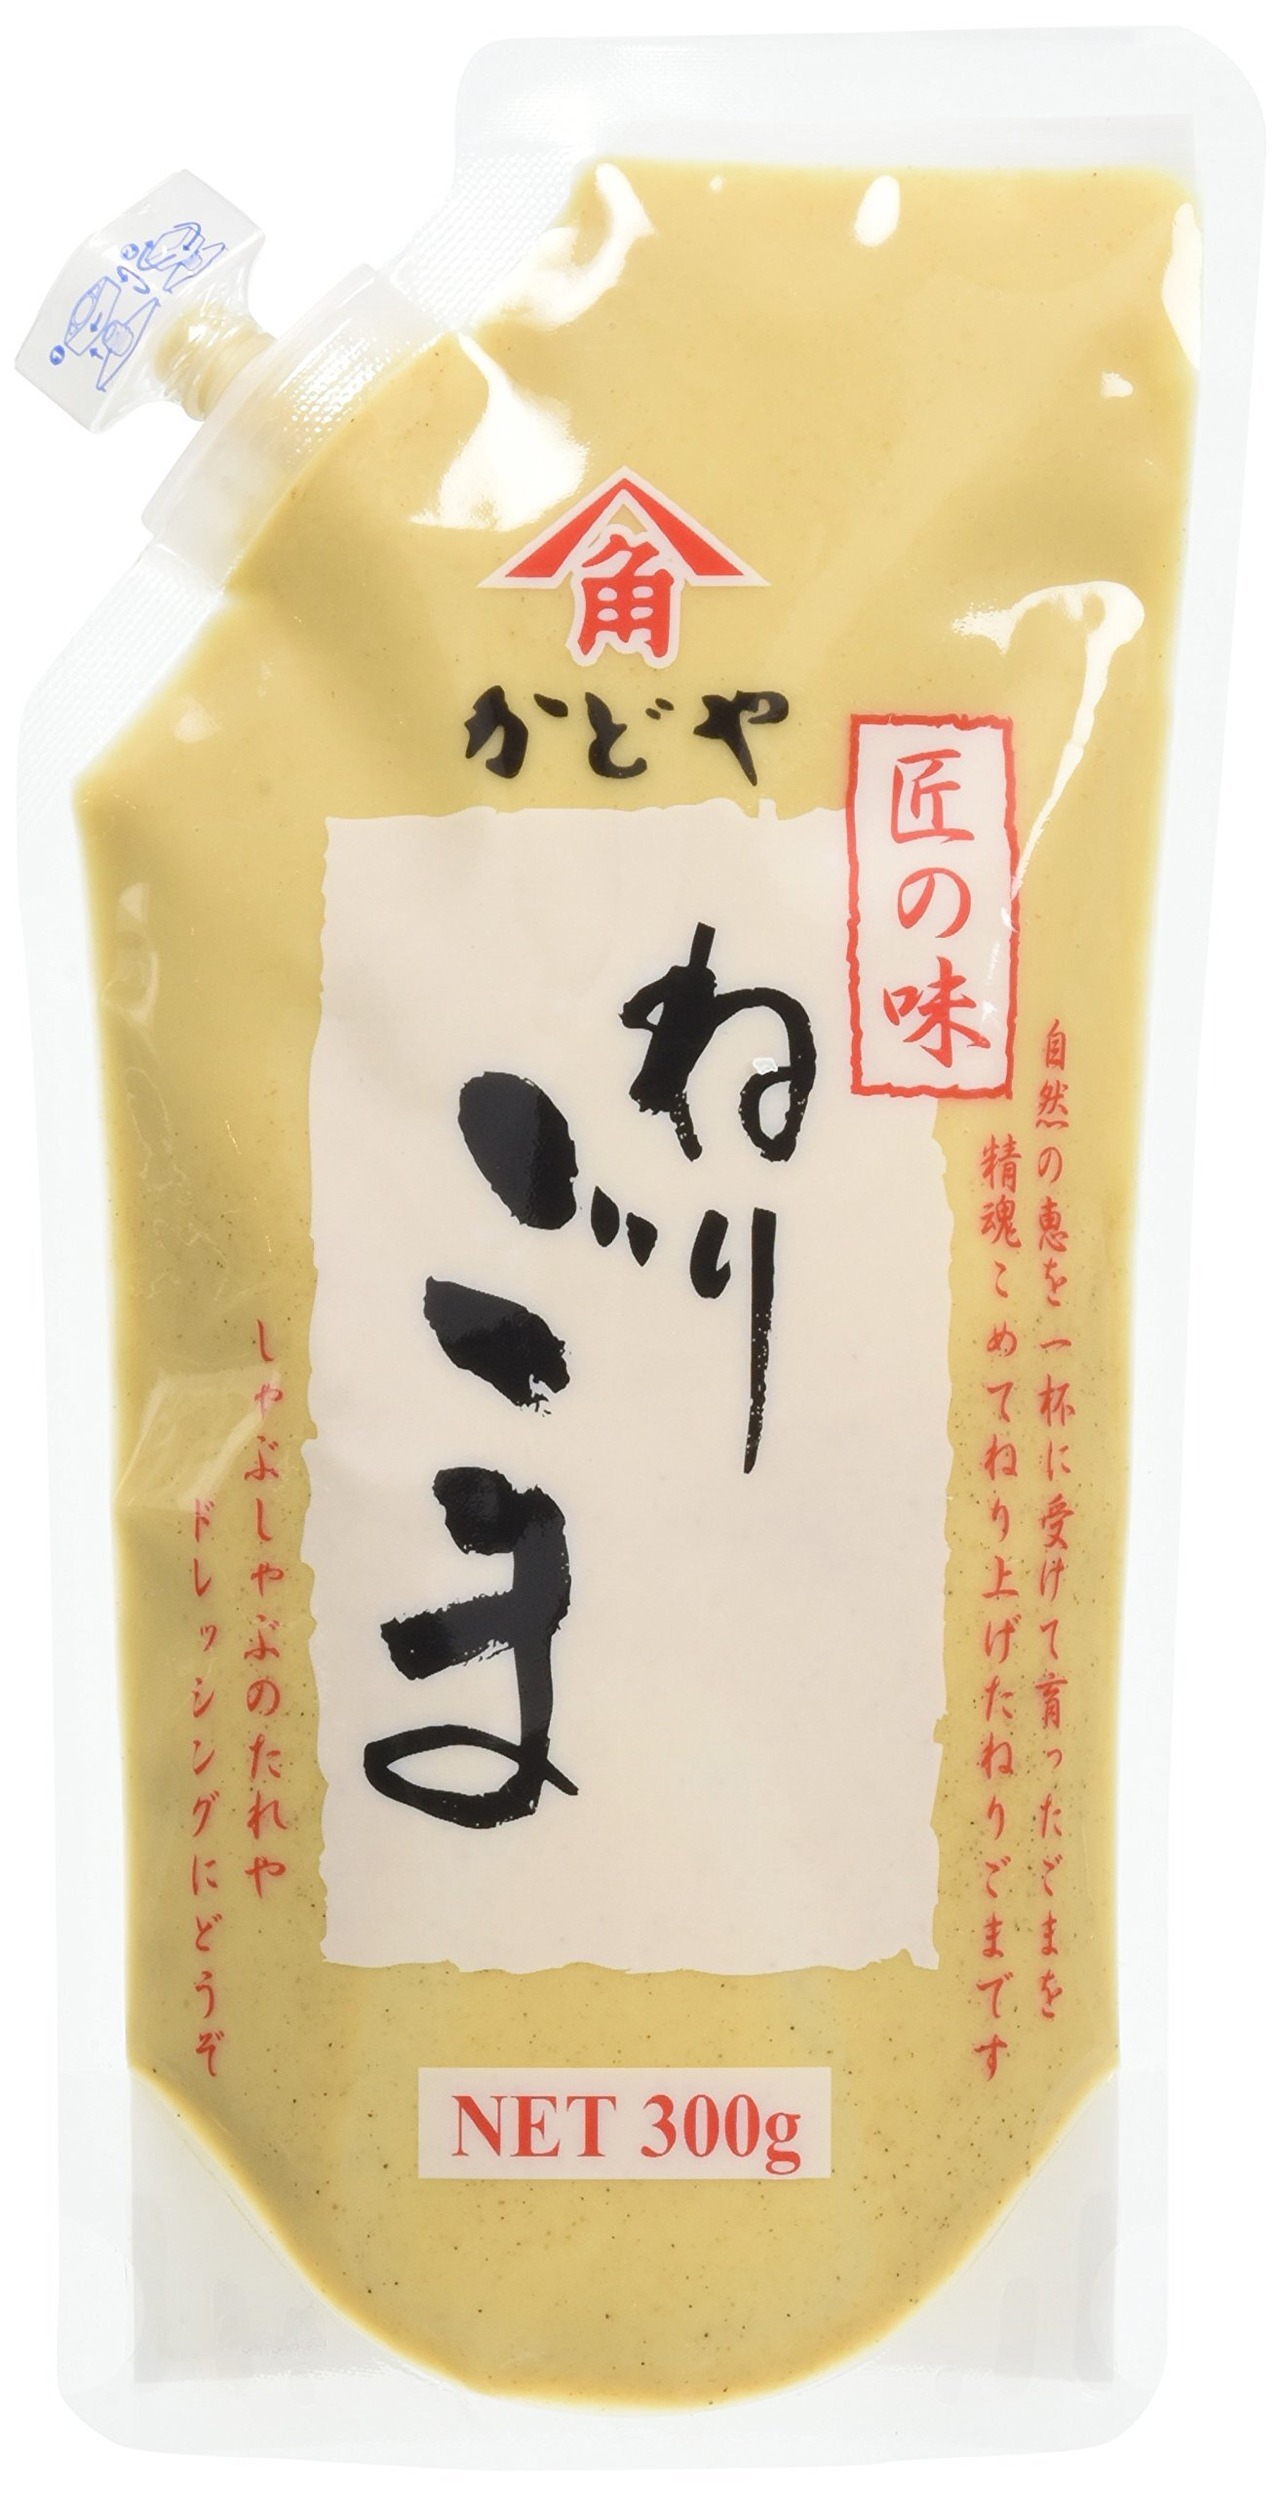 角
かどや
匠の味
ねり
ごま
自然の恵を一杯に受けて育ったごまを
精魂こめてねり上げたねりごまです
しゃぶしゃぶのたれや
ドレッシングにどうぞ
NET 300g